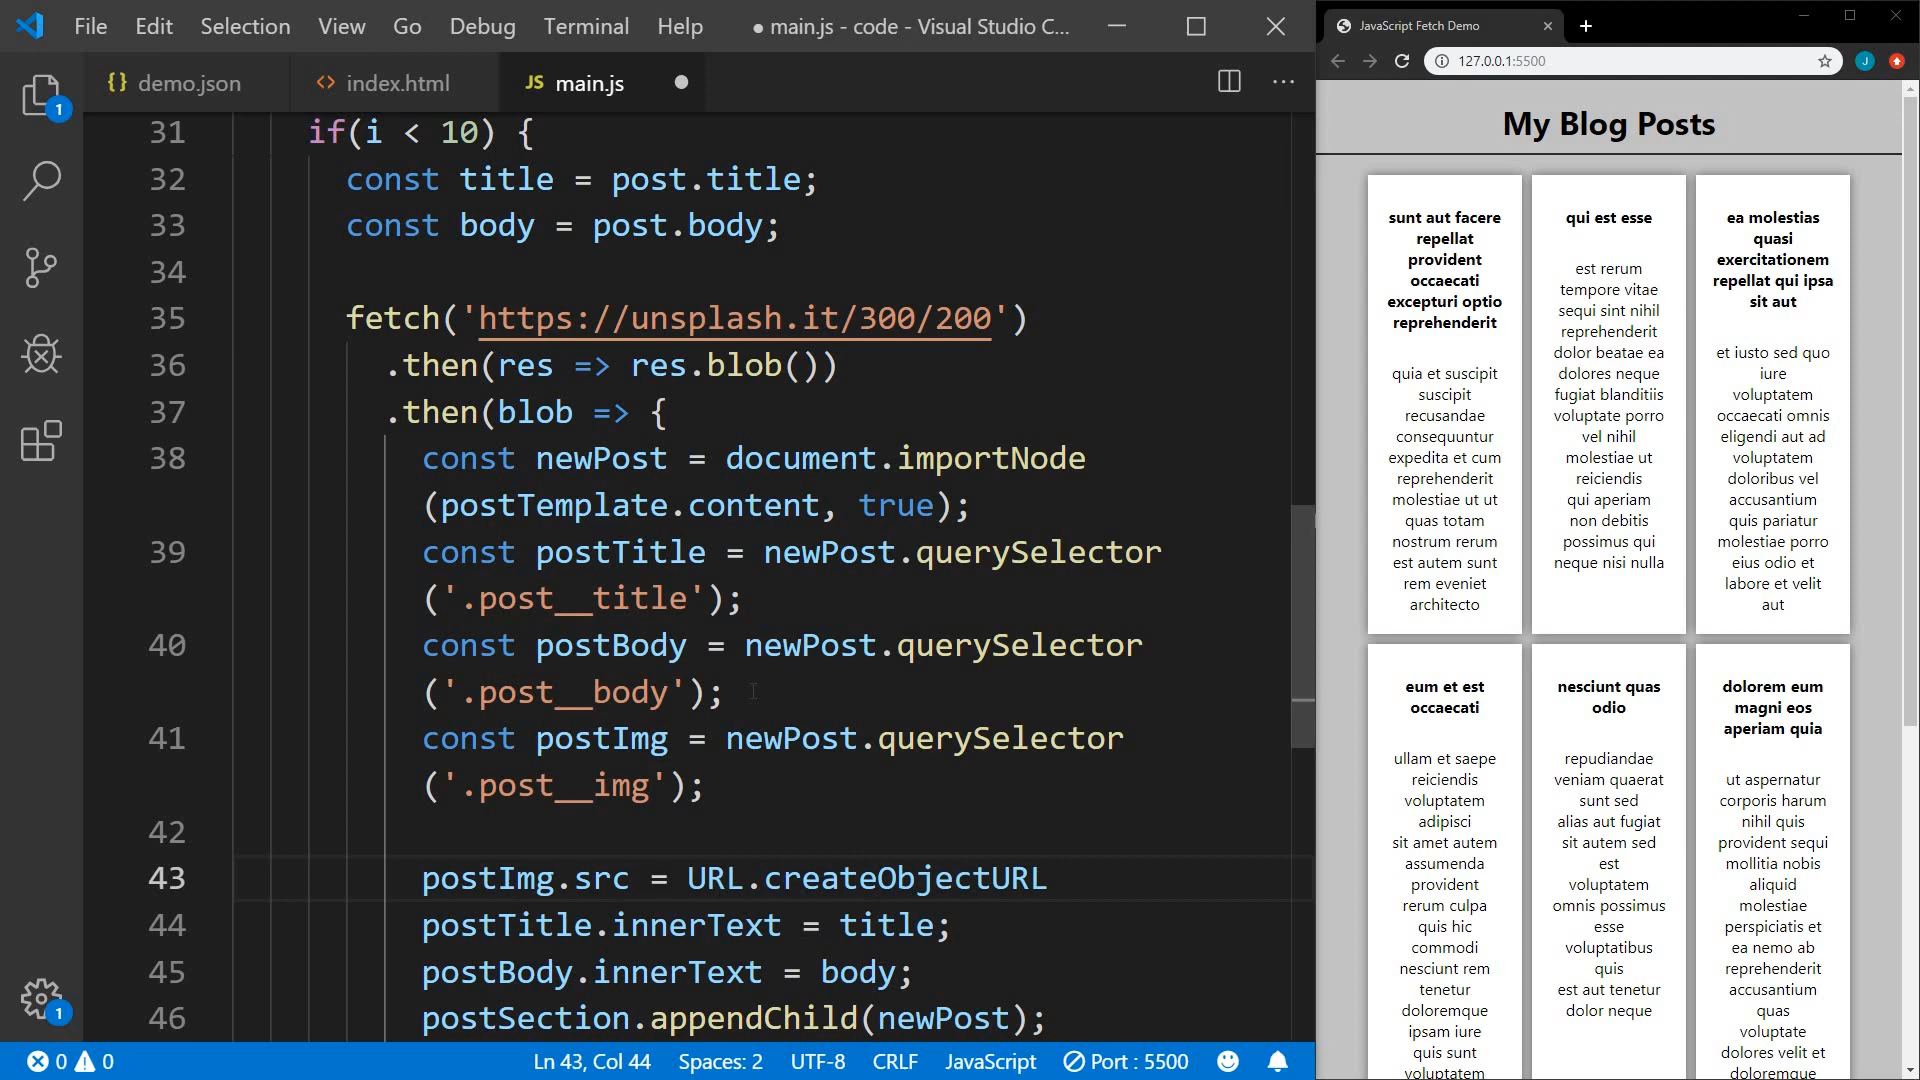 File Edit Selection View Go Debug Terminal Help ● main.js - code - Visual Studio C...
{} demo.json <> index.html JS main.js ●
1
31 if(i < 10) {
32 const title = post.title;
33 const body = post.body;
34
35 fetch('https://unsplash.it/300/200')
36 .then(res => res.blob())
37 .then(blob => {
38 const newPost = document.importNode
(postTemplate.content, true);
39 const postTitle = newPost.querySelector
('.post__title');
40 const postBody = newPost.querySelector
('.post__body');
41 const postImg = newPost.querySelector
('.post__img');
42
43 postImg.src = URL.createObjectURL
44 postTitle.innerText = title;
45 postBody.innerText = body;
46 postSection.appendChild(newPost);
1
0 0 Ln 43, Col 44 Spaces: 2 UTF-8 CRLF JavaScript Port : 5500
JavaScript Fetch Demo
127.0.0.1:5500 J
My Blog Posts
sunt aut facere
repellat
provident
occaecati
excepturi optio
reprehenderit
quia et suscipit
suscipit
recusandae
consequuntur
expedita et cum
reprehenderit
molestiae ut ut
quas totam
nostrum rerum
est autem sunt
rem eveniet
architecto
qui est esse
est rerum
tempore vitae
sequi sint nihil
reprehenderit
dolor beatae ea
dolores neque
fugiat blanditiis
voluptate porro
vel nihil
molestiae ut
reiciendis
qui aperiam
non debitis
possimus qui
neque nisi nulla
ea molestias
quasi
exercitationem
repellat qui ipsa
sit aut
et iusto sed quo
iure
voluptatem
occaecati omnis
eligendi aut ad
voluptatem
doloribus vel
accusantium
quis pariatur
molestiae porro
eius odio et
labore et velit
aut
eum et est
occaecati
ullam et saepe
reiciendis
voluptatem
adipisci
sit amet autem
assumenda
provident
rerum culpa
quis hic
commodi
nesciunt rem
tenetur
doloremque
ipsam iure
quis sunt
voluptatem
nesciunt quas
odio
repudiandae
veniam quaerat
sunt sed
alias aut fugiat
sit autem sed
est
voluptatem
omnis possimus
esse
voluptatibus
quis
est aut tenetur
dolor neque
dolorem eum
magni eos
aperiam quia
ut aspernatur
corporis harum
nihil quis
provident sequi
mollitia nobis
aliquid
molestiae
perspiciatis et
ea nemo ab
reprehenderit
accusantium
quas
voluptate
dolores velit et
doloremque